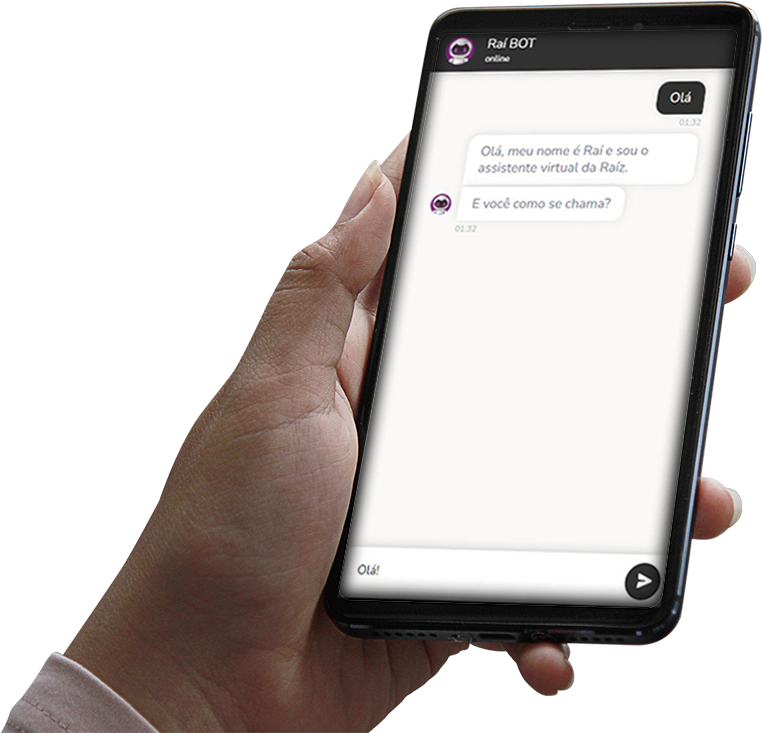 Raí BOT
online
Olá
01:32
Olá, meu nome é Raí e sou o
assistente virtual da Raíz.
E você como se chama?
01:32
Olá!